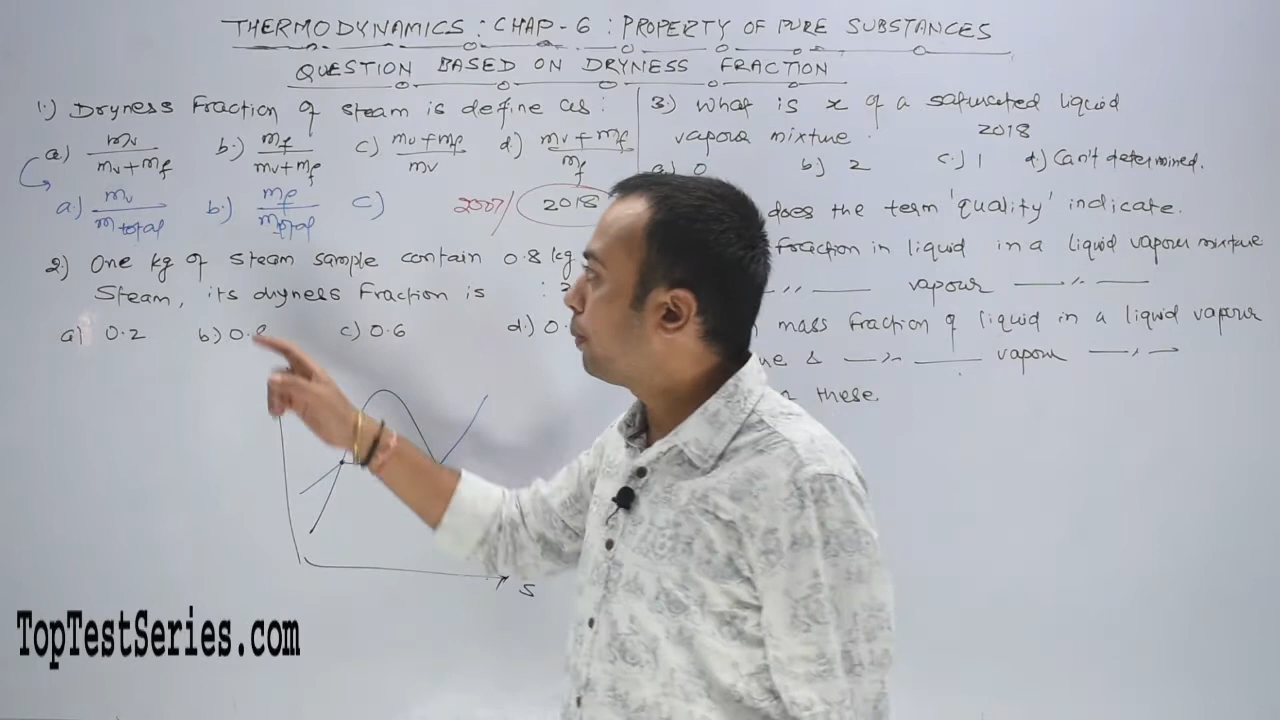 THERMODYNAMICS : CHAP-6 : PROPERTY OF PURE SUBSTANCES
QUESTION BASED ON DRYNESS FRACTION
1.) Dryness Fraction of steam is define as:
a.) mv / mv+mf b.) mf / mv+mf c.) mv+mf / mv d.) mv+mf / mf
a.) mv / mtotal b.) mf / mtotal c.)
2007/ 2018
2.) One kg of steam sample contain 0.8 kg
Steam, its dryness Fraction is :
a.) 0.2 b.) 0. c.) 0.6 d.) 0.
S
3.) What is x of a saturated liquid
vapour mixture. 2018
a.) 0 b.) 2 c.) 1 d.) Can't determined.
does the term 'quality' indicate.
fraction in liquid in a liquid vapour mixture
—— 〃 —— vapour —— 〃 ——
mass fraction of liquid in a liquid vapour
& —— 〃 —— vapour —— 〃 ——
these.
TopTestSeries.com